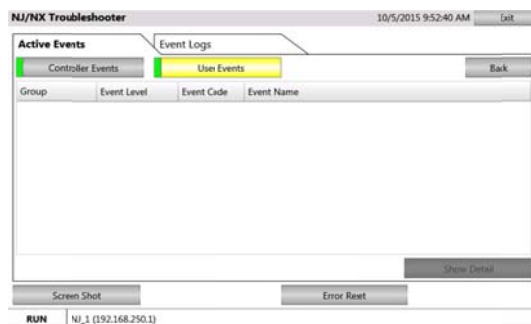 NJ/NX Troubleshooter 10/5/2015 9:52:40 AM Exit
Active Events Event Logs
Controller Events User Events Back
Group Event Level Event Code Event Name
Show Detail
Screen Shot Error Reset
RUN NJ_1 (192.168.250.1)